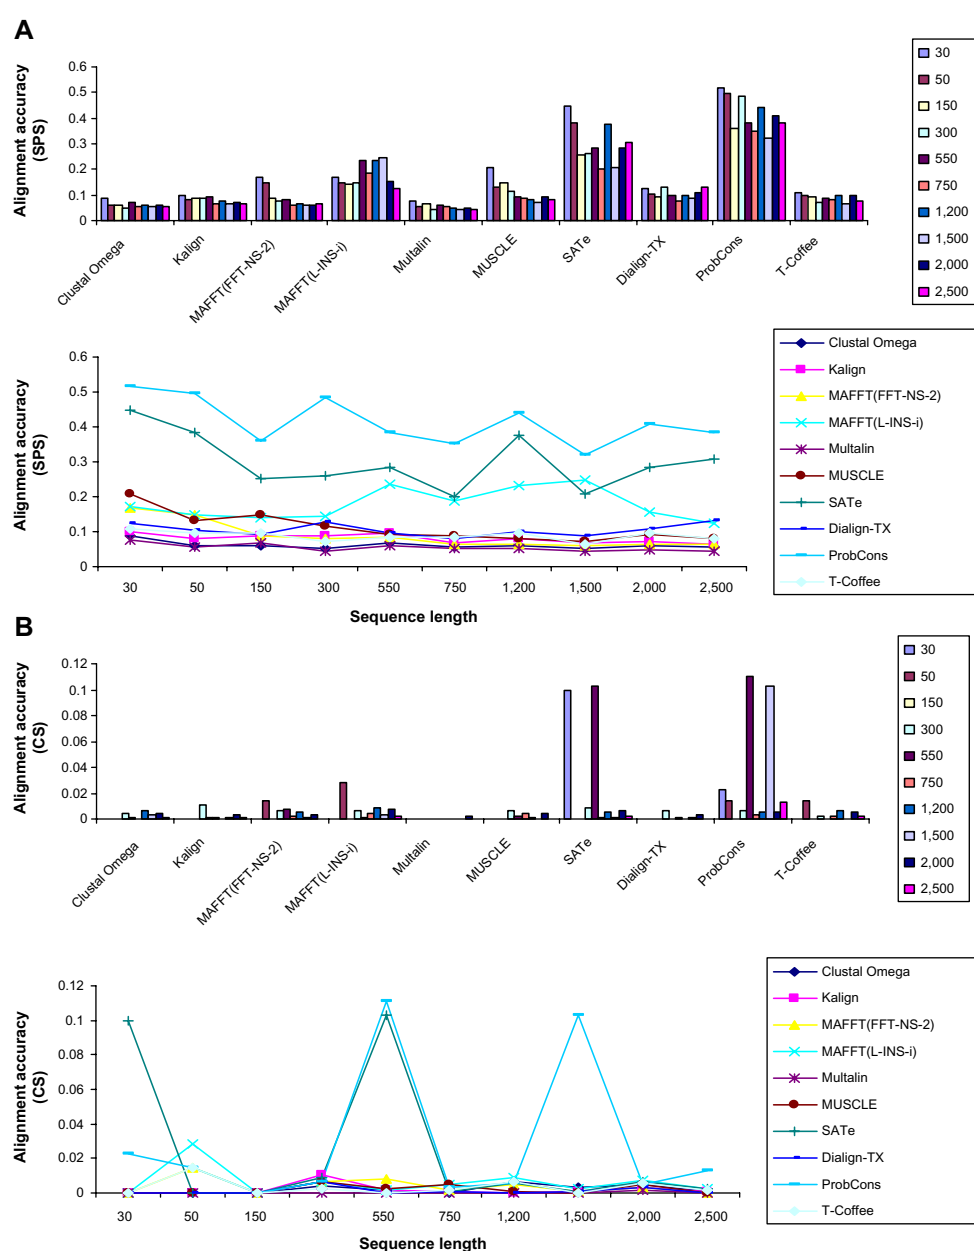 A
Alignment accuracy
(SPS)
0.6
0.5
0.4
0.3
0.2
0.1
0
Clustal Omega
Kalign
MAFFT(FFT-NS-2)
MAFFT(L-INS-i)
Multalin
MUSCLE
SATe
Dialign-TX
ProbCons
T-Coffee
30
50
150
300
550
750
1,200
1,500
2,000
2,500
Alignment accuracy
(SPS)
0.6
0.5
0.4
0.3
0.2
0.1
0
30
50
150
300
550
750
1,200
1,500
2,000
2,500
Sequence length
Clustal Omega
Kalign
MAFFT(FFT-NS-2)
MAFFT(L-INS-i)
Multalin
MUSCLE
SATe
Dialign-TX
ProbCons
T-Coffee
B
Alignment accuracy
(CS)
0.12
0.1
0.08
0.06
0.04
0.02
0
Clustal Omega
Kalign
MAFFT(FFT-NS-2)
MAFFT(L-INS-i)
Multalin
MUSCLE
SATe
Dialign-TX
ProbCons
T-Coffee
30
50
150
300
550
750
1,200
1,500
2,000
2,500
Alignment accuracy
(CS)
0.12
0.1
0.08
0.06
0.04
0.02
0
30
50
150
300
550
750
1,200
1,500
2,000
2,500
Sequence length
Clustal Omega
Kalign
MAFFT(FFT-NS-2)
MAFFT(L-INS-i)
Multalin
MUSCLE
SATe
Dialign-TX
ProbCons
T-Coffee